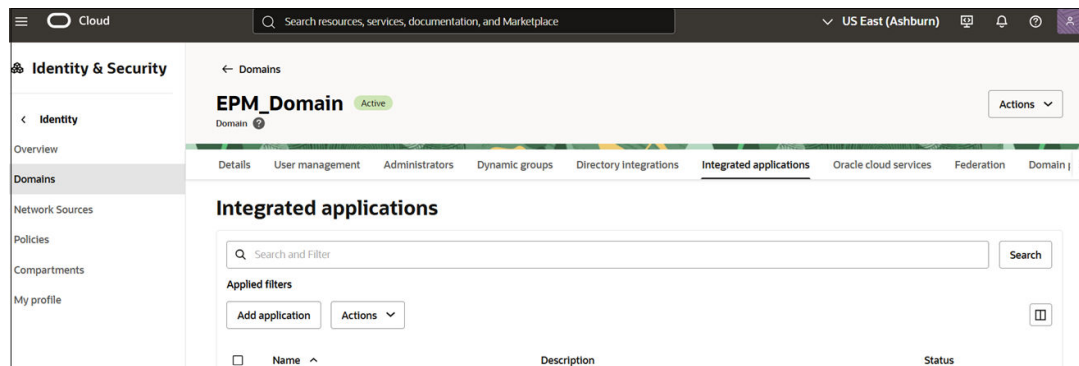 Cloud
Search resources, services, documentation, and Marketplace
US East (Ashburn)
Identity & Security
Identity
Overview
Domains
Network Sources
Policies
Compartments
My profile
← Domains
EPM_Domain Active
Domain ?
Actions
Details User management Administrators Dynamic groups Directory integrations Integrated applications Oracle cloud services Federation Domain
Integrated applications
Search and Filter
Search
Applied filters
Add application Actions
Name Description Status